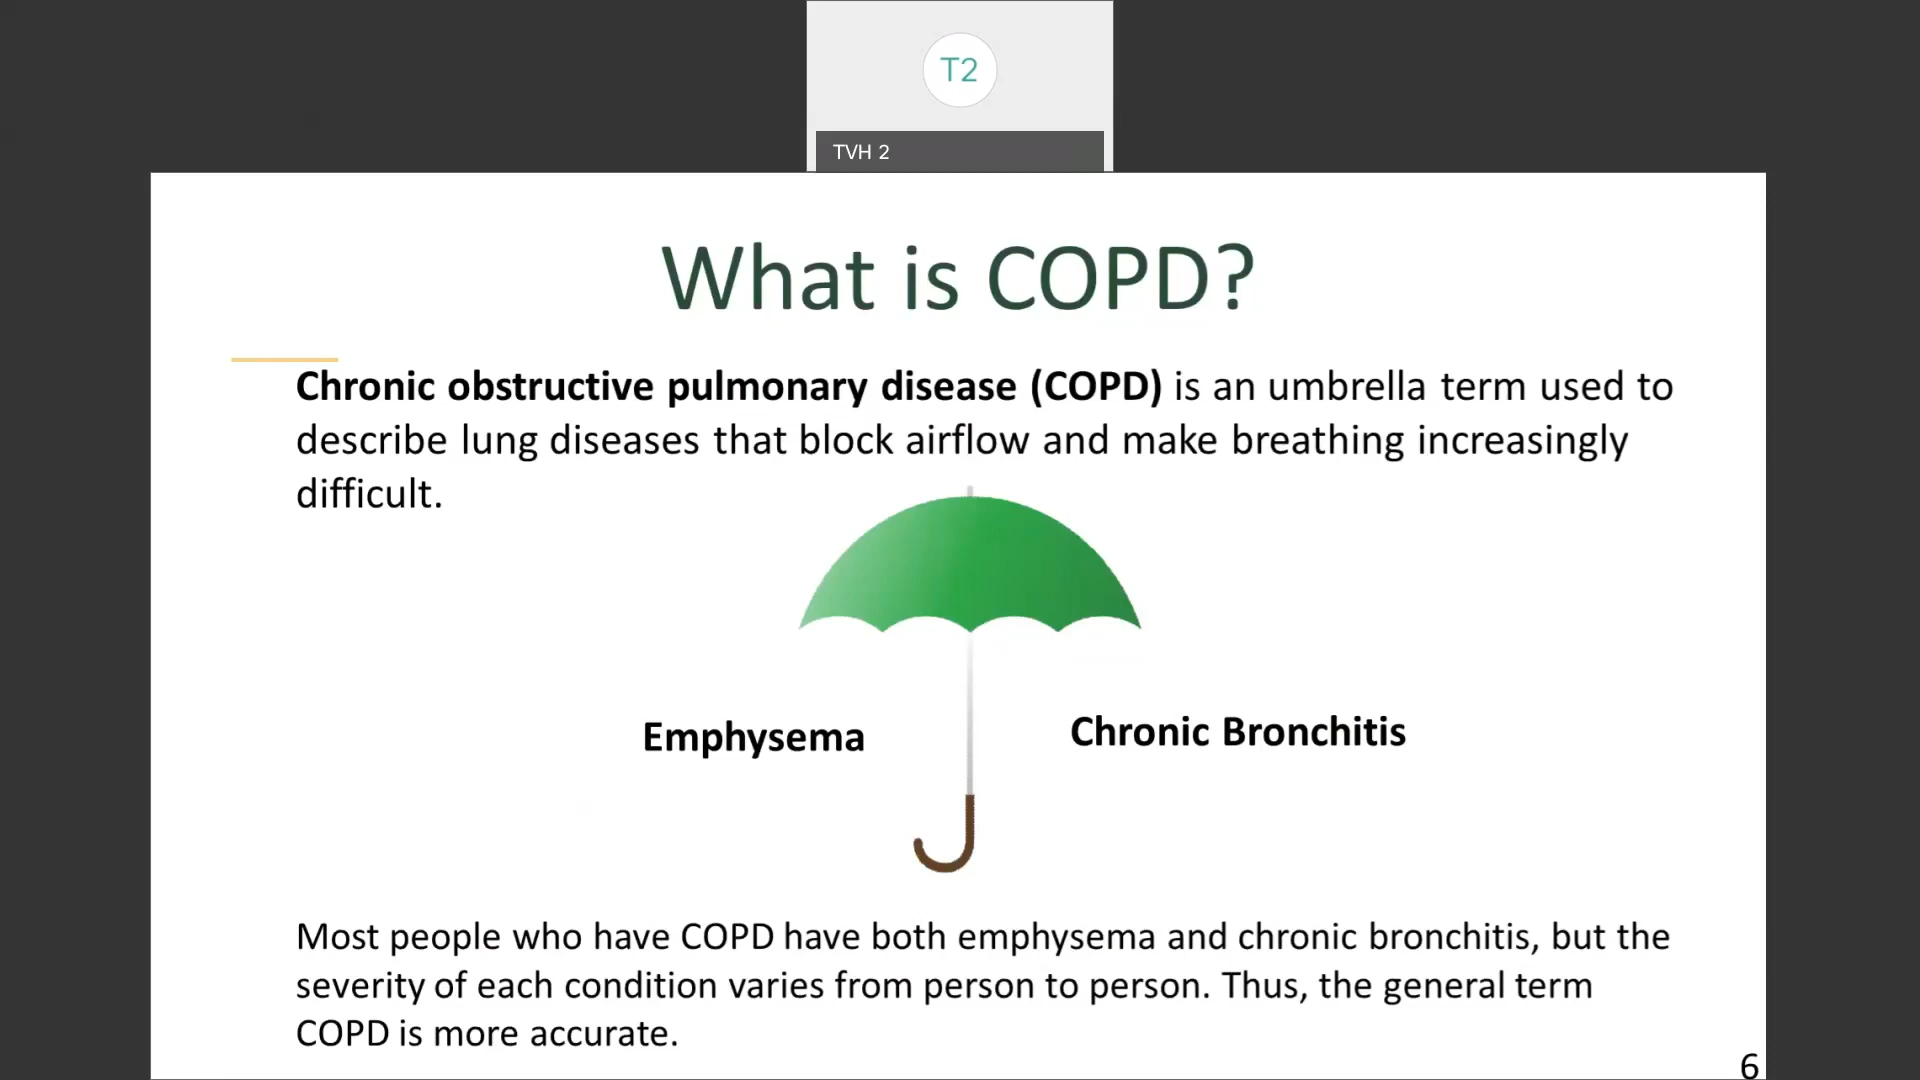 T2
TVH 2
What is COPD?
Chronic obstructive pulmonary disease (COPD) is an umbrella term used to
describe lung diseases that block airflow and make breathing increasingly
difficult.
Emphysema
Chronic Bronchitis
Most people who have COPD have both emphysema and chronic bronchitis, but the
severity of each condition varies from person to person. Thus, the general term
COPD is more accurate.
6